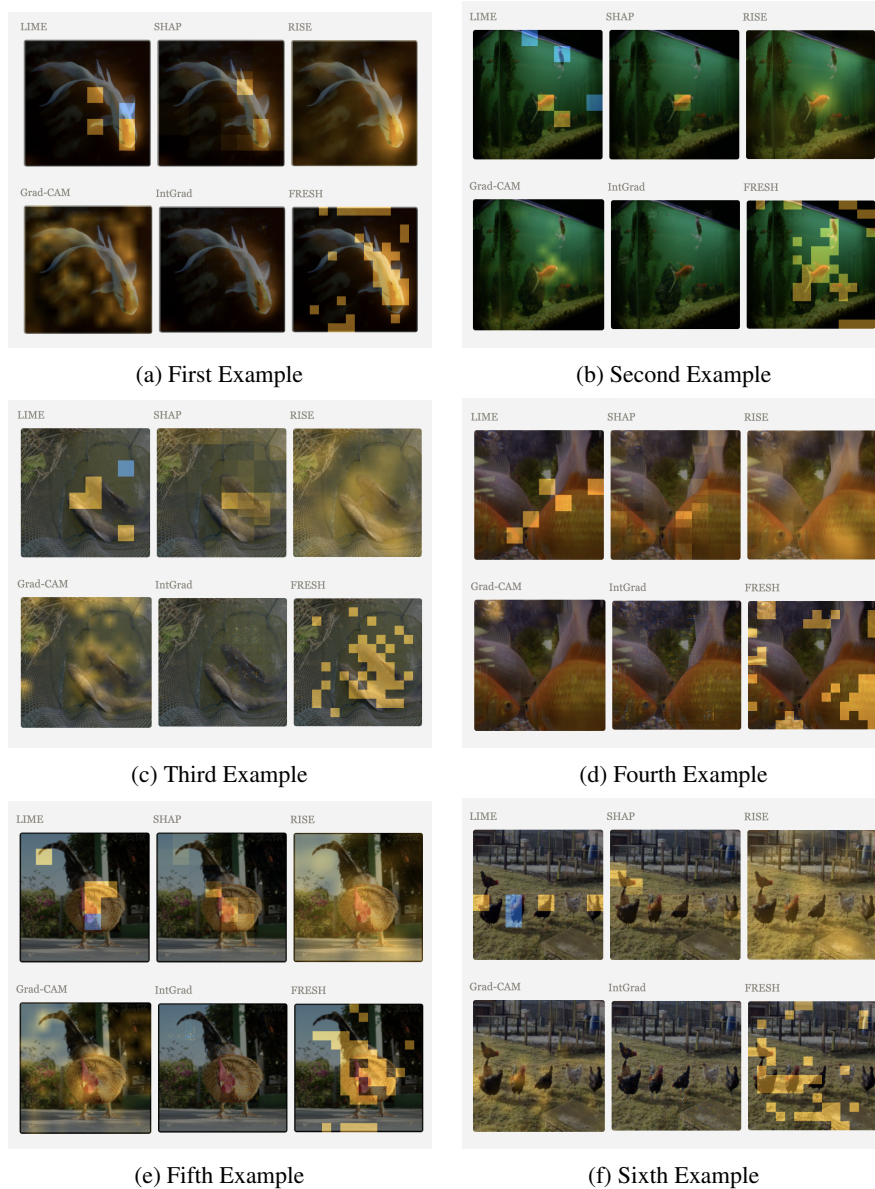 LIME SHAP RISE
Grad-CAM IntGrad FRESH
(a) First Example
LIME SHAP RISE
Grad-CAM IntGrad FRESH
(b) Second Example
LIME SHAP RISE
Grad-CAM IntGrad FRESH
(c) Third Example
LIME SHAP RISE
Grad-CAM IntGrad FRESH
(d) Fourth Example
LIME SHAP RISE
Grad-CAM IntGrad FRESH
(e) Fifth Example
LIME SHAP RISE
Grad-CAM IntGrad FRESH
(f) Sixth Example